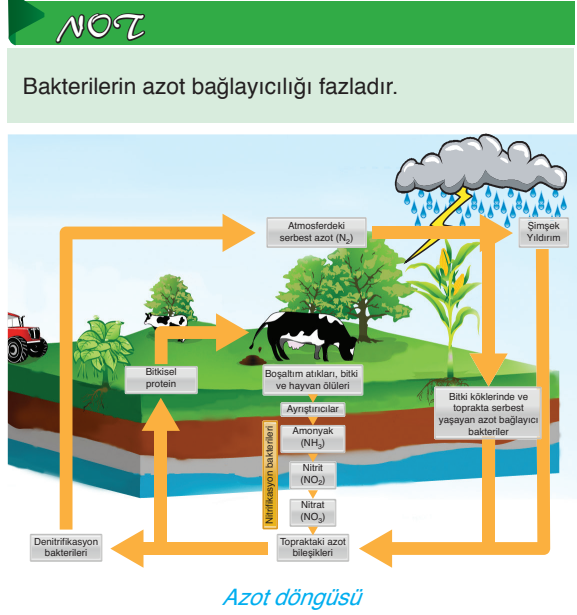 NOT
Bakterilerin azot bağlayıcılığı fazladır.
Atmosferdeki
serbest azot (N₂)
Şimşek
Yıldırım
Bitkisel
protein
Boşaltım atıkları, bitki
ve hayvan ölüleri
Bitki köklerinde ve
toprakta serbest
yaşayan azot bağlayıcı
bakteriler
Ayrıştırıcılar
Nitrifikasyon bakterileri
Amonyak
(NH₃)
Nitrit
(NO₂)
Nitrat
(NO₃)
Denitrifikasyon
bakterileri
Topraktaki azot
bileşikleri
Azot döngüsü